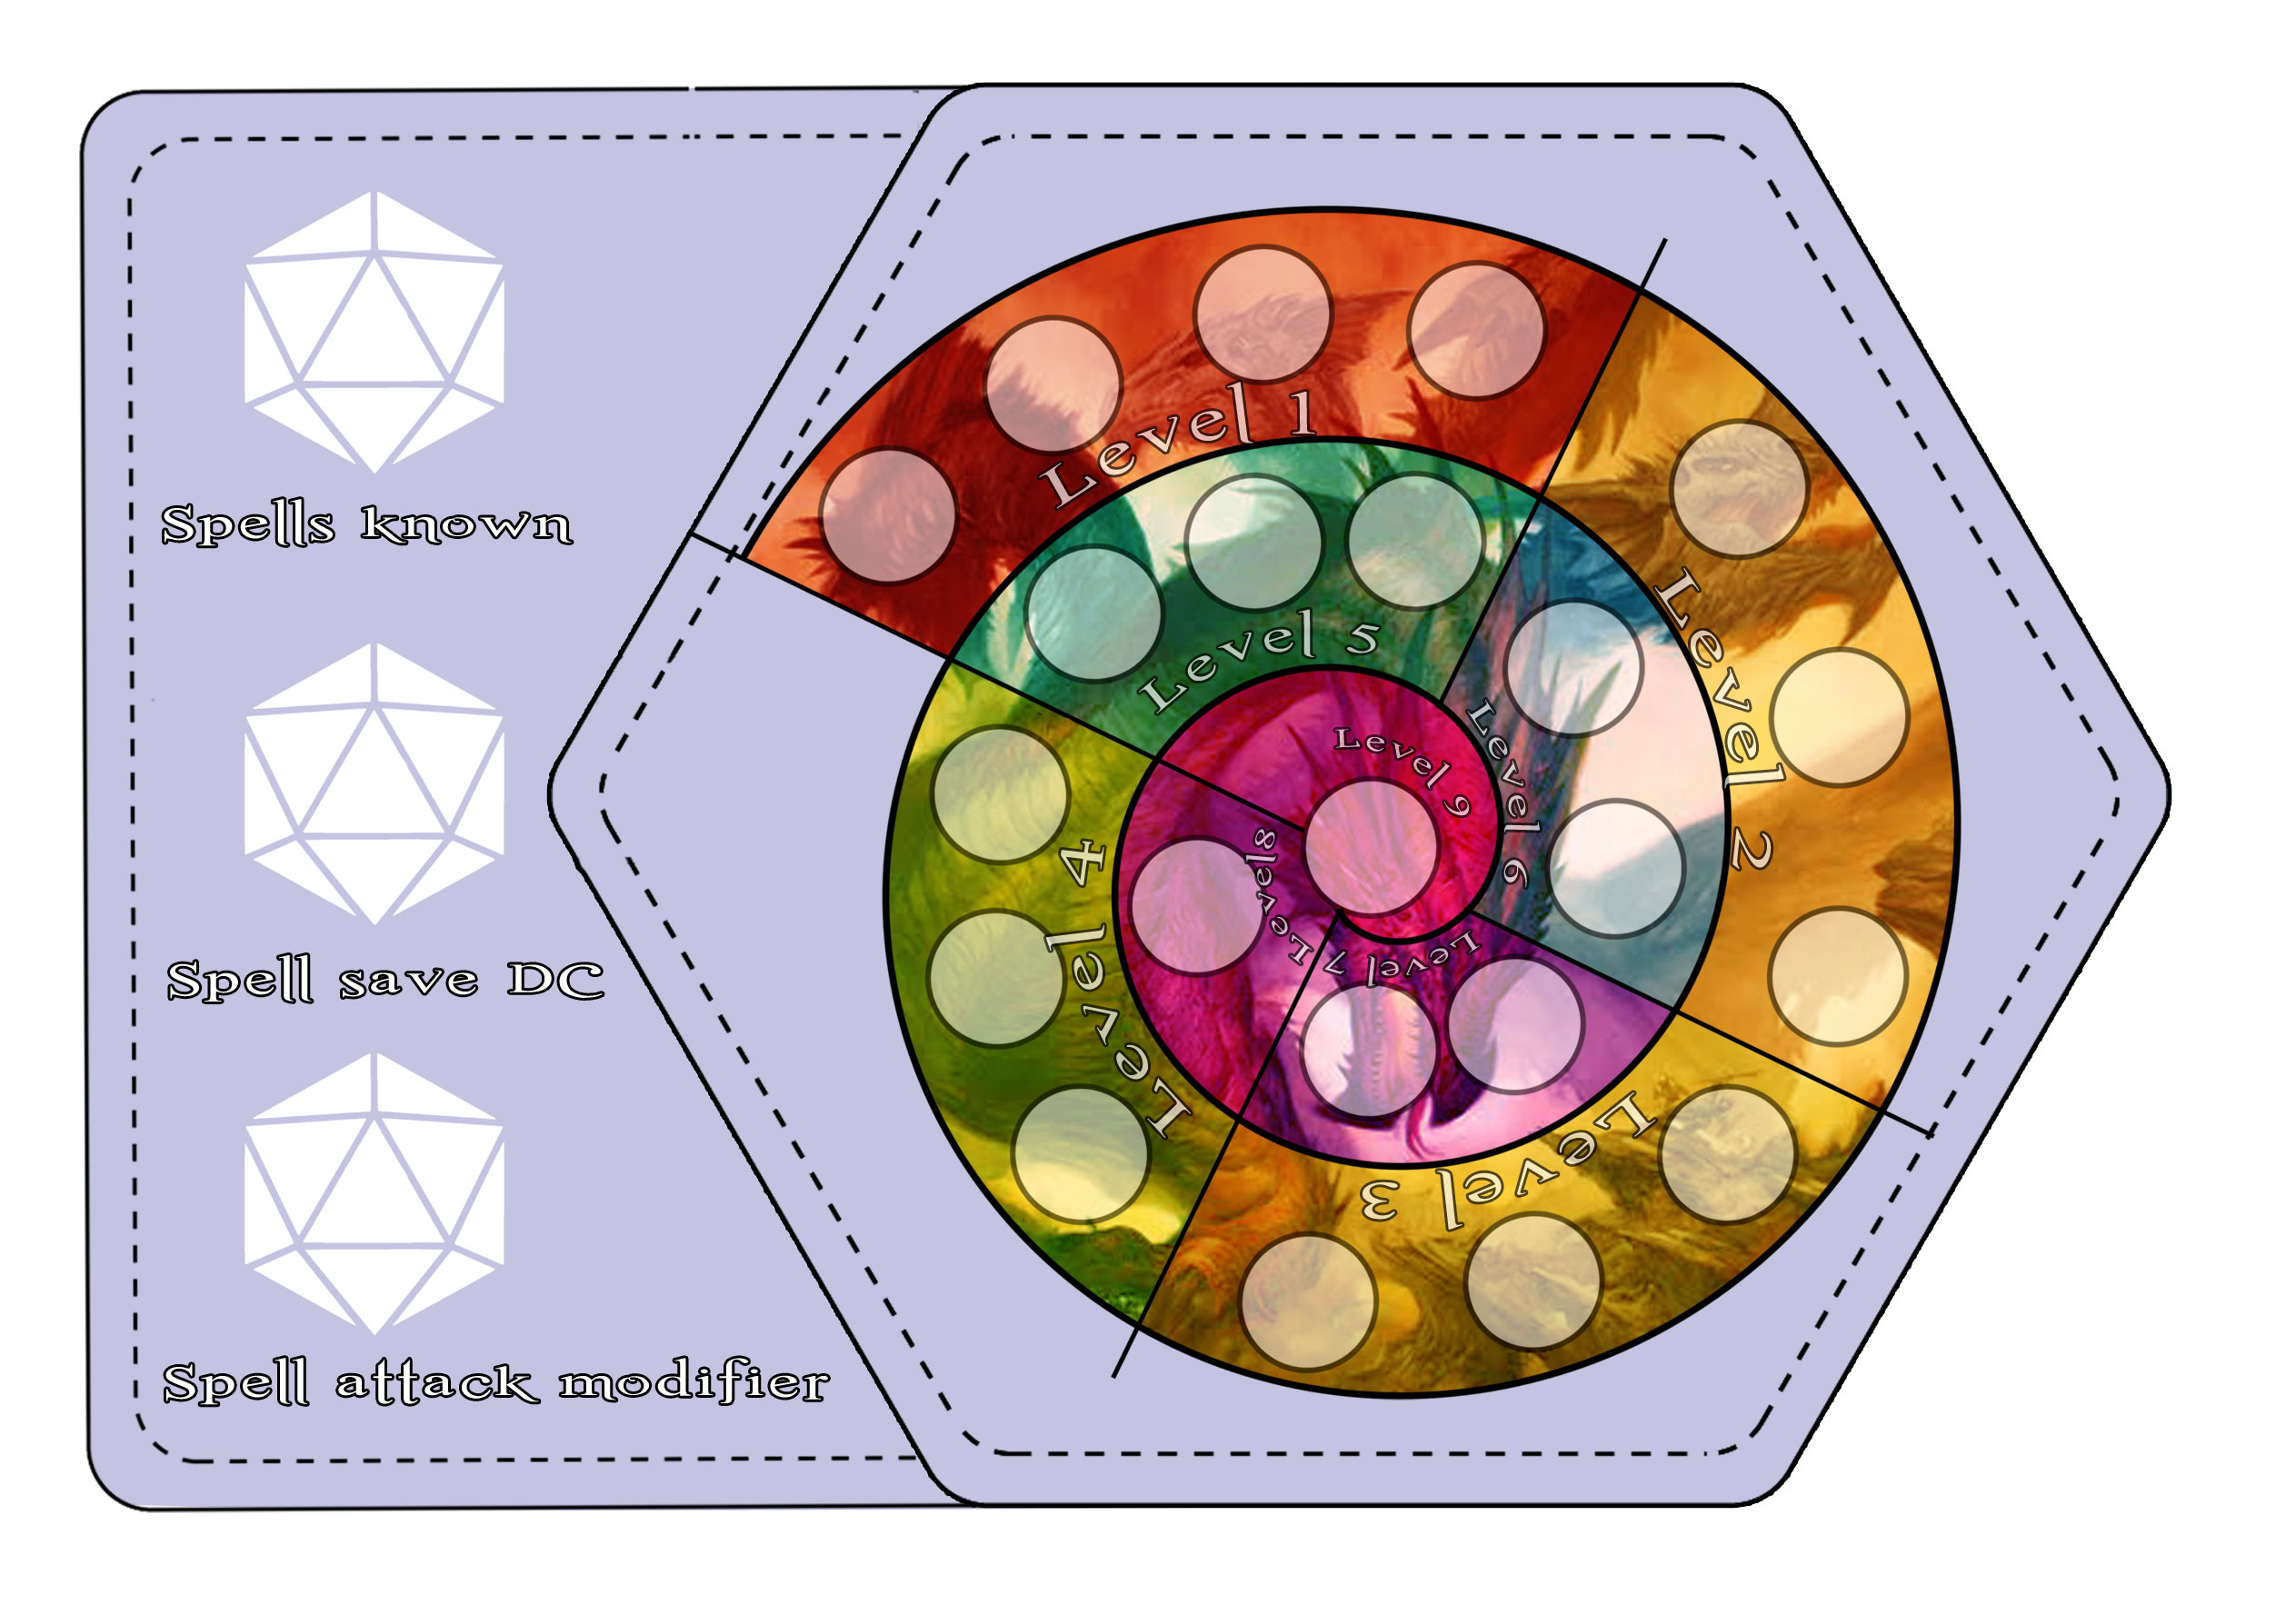 Spells known
Spell save DC
Spell attack modifier
Level 1
Level 2
Level 3
Level 4
Level 5
Level 6
Level 7
Level8
Level 9